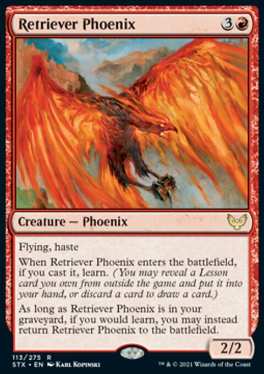 Retriever Phoenix 3
Creature — Phoenix
Flying, haste
When Retriever Phoenix enters the battlefield,
if you cast it, learn. (You may reveal a Lesson
card you own from outside the game and put it into
your hand, or discard a card to draw a card.)
As long as Retriever Phoenix is in your
graveyard, if you would learn, you may instead
return Retriever Phoenix to the battlefield.
2/2
113/275 R
STX • EN KARL KOPINSKI
™ & © 2021 Wizards of the Coast